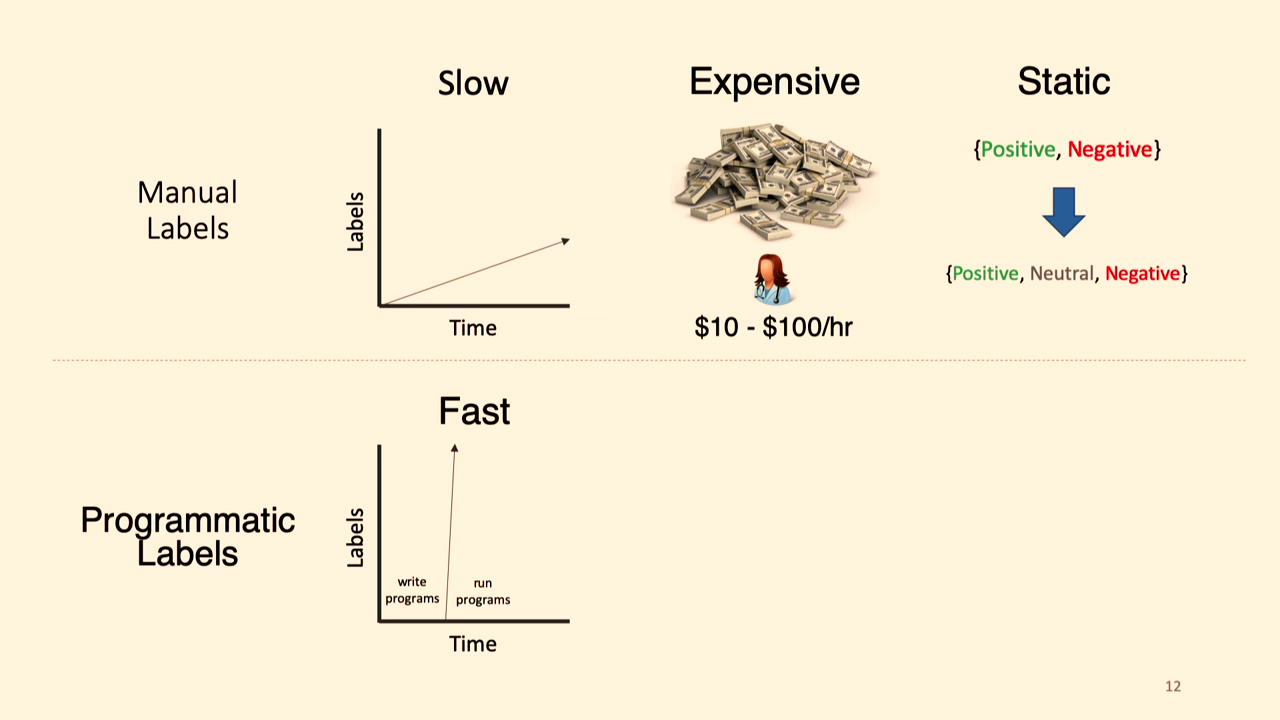 Slow
Expensive
Static
Manual
Labels
Labels
Time
$10 - $100/hr
{Positive, Negative}
{Positive, Neutral, Negative}
Fast
Programmatic
Labels
Labels
write
programs
run
programs
Time
12